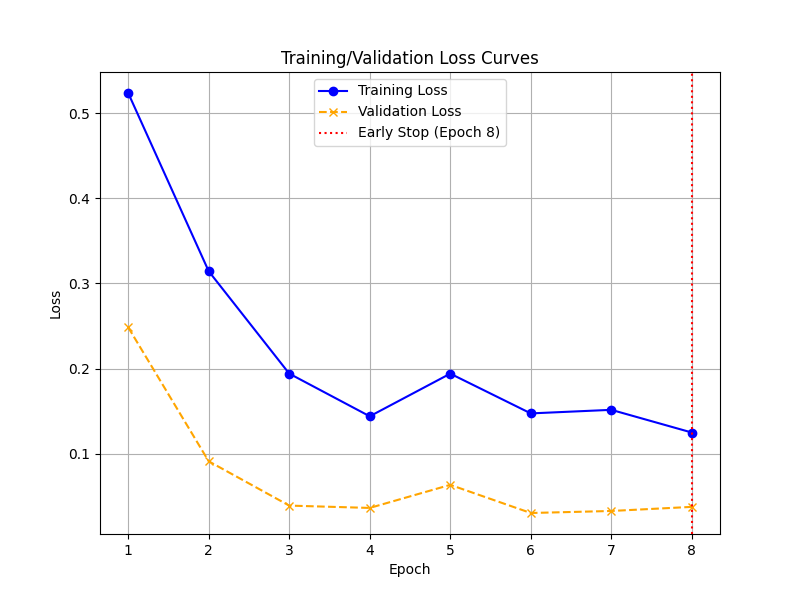 Training/Validation Loss Curves
Training Loss
Validation Loss
Early Stop (Epoch 8)
0.5
0.4
0.3
0.2
0.1
Loss
1 2 3 4 5 6 7 8
Epoch